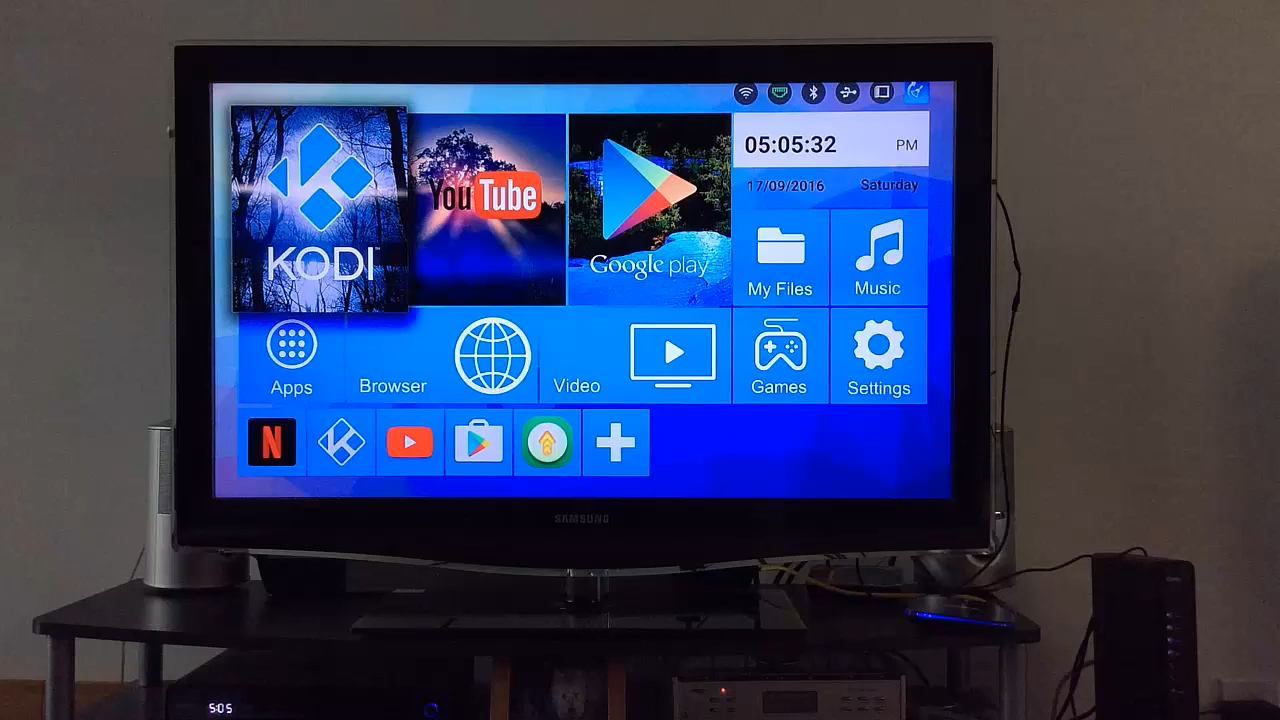 05:05:32 PM
17/09/2016 Saturday
KODI
YouTube
Google play
My Files
Music
Apps
Browser
Video
Games
Settings
N
SAMSUNG
5:05